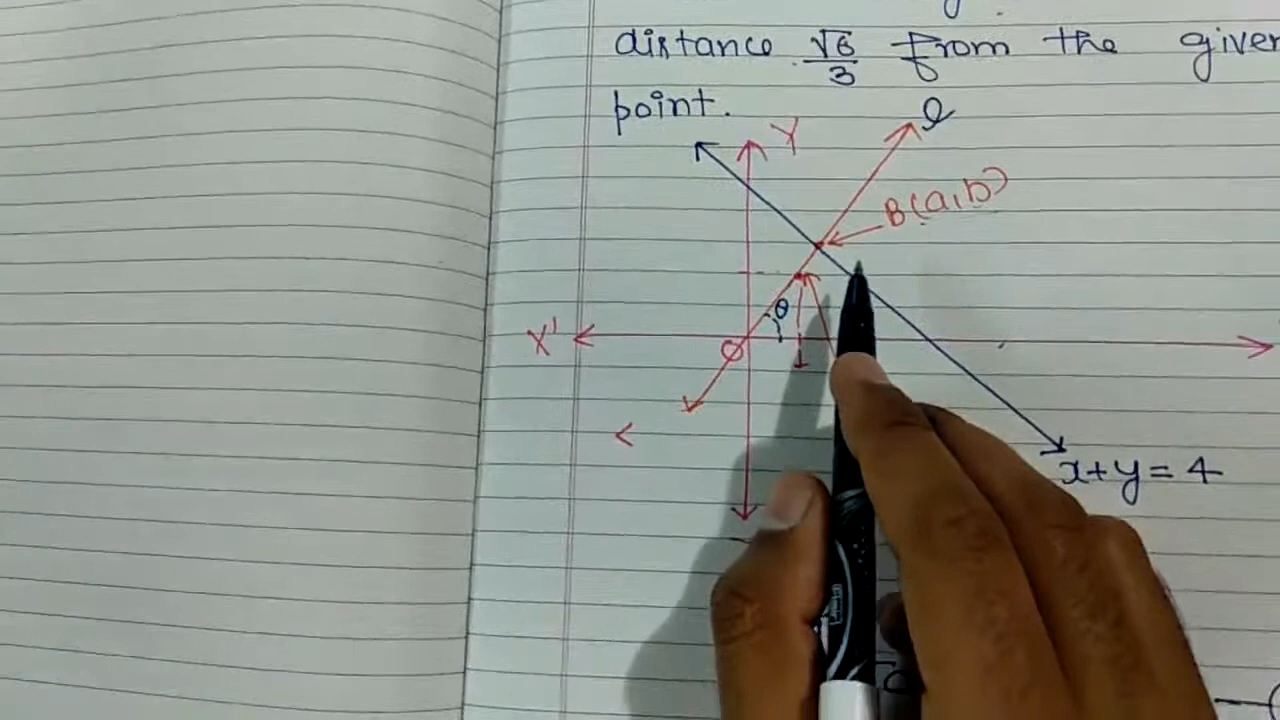 distance √6/3 from the given
point.
Y
l
B(a,b)
θ
X'
O
x+y=4